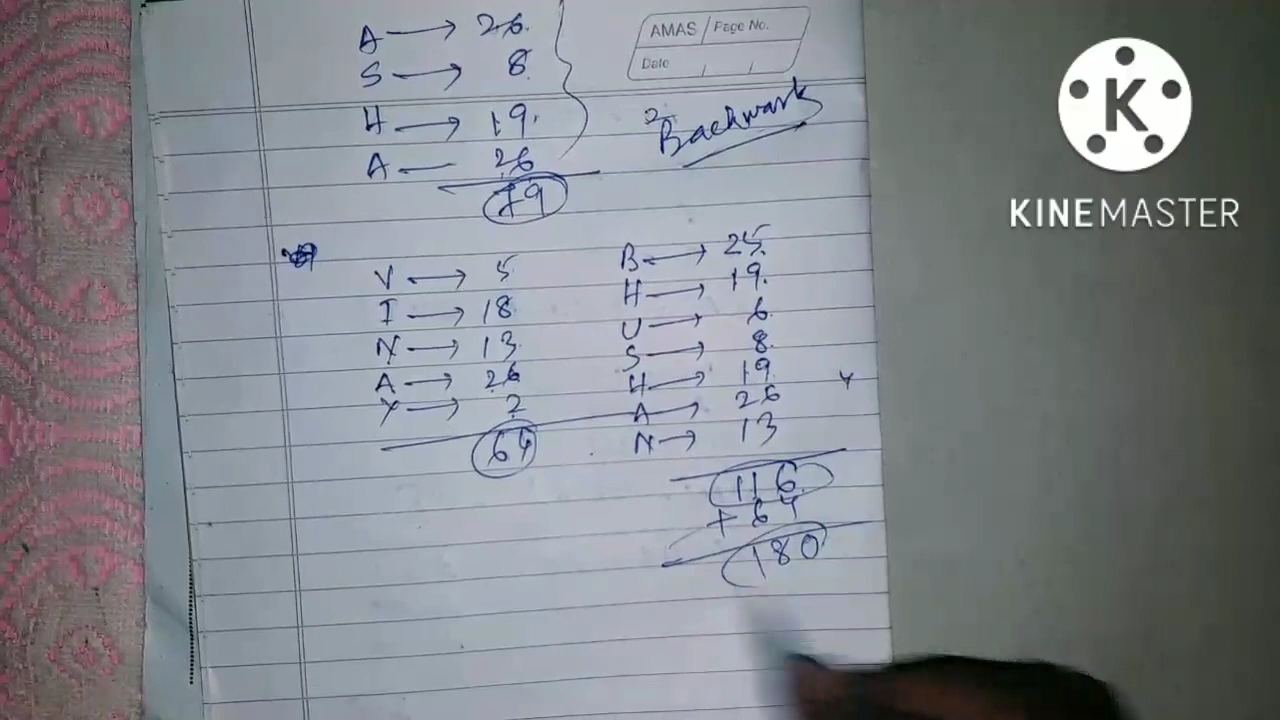 A → 26
S → 8
H → 19
A — 26
79
AMAS Page No.
Date
2 Backward
V → 5
I → 18
N → 13
A → 26
Y → 2
64
B → 25
H → 19
U → 6
S → 8
H → 19
A → 26
N → 13
116
+ 64
180
K
KINEMASTER